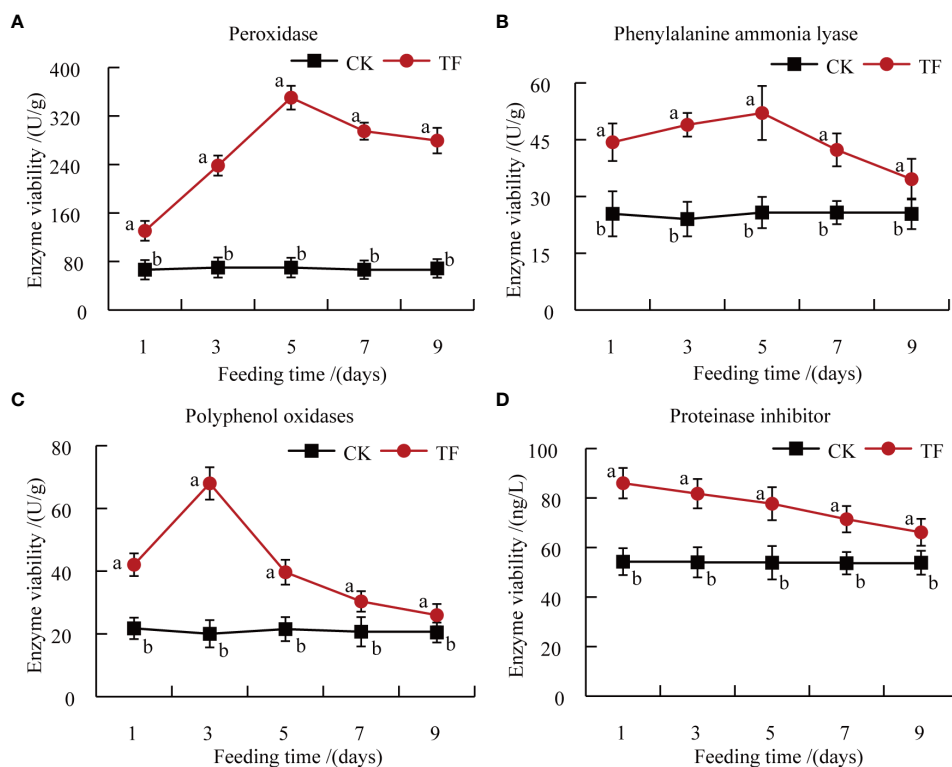 A
Peroxidase
CK TF
Enzyme viability /(U/g)
400
320
240
160
80
0
a a a a a
b b b b b
1 3 5 7 9
Feeding time /(days)
B
Phenylalanine ammonia lyase
CK TF
Enzyme viability /(U/g)
60
45
30
15
0
a a a a a
b b b b b
1 3 5 7 9
Feeding time /(days)
C
Polyphenol oxidases
CK TF
Enzyme viability /(U/g)
80
60
40
20
0
a a a a a
b b b b b
1 3 5 7 9
Feeding time /(days)
D
Proteinase inhibitor
CK TF
Enzyme viability /(ng/L)
100
80
60
40
20
0
a a a a a
b b b b b
1 3 5 7 9
Feeding time /(days)